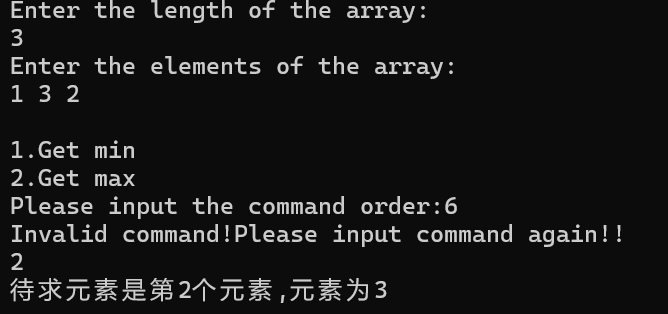 Enter the length of the array:
3
Enter the elements of the array:
1 3 2
1.Get min
2.Get max
Please input the command order:6
Invalid command!Please input command again!!
2
待求元素是第2个元素,元素为3